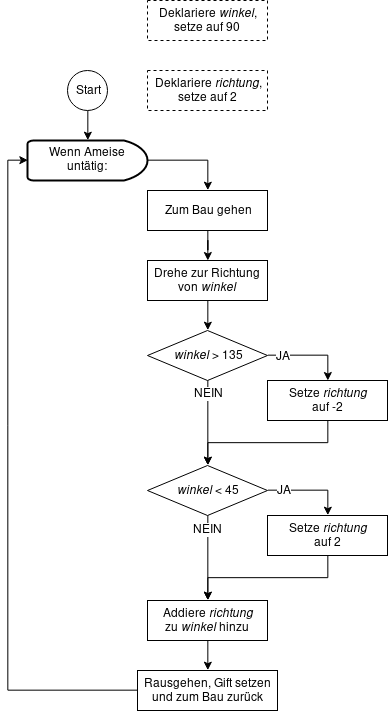 Deklariere winkel,
setze auf 90
Deklariere richtung,
setze auf 2
Start
Wenn Ameise
untätig:
Zum Bau gehen
Drehe zur Richtung
von winkel
winkel > 135
JA
NEIN
Setze richtung
auf -2
winkel < 45
JA
NEIN
Setze richtung
auf 2
Addiere richtung
zu winkel hinzu
Rausgehen, Gift setzen
und zum Bau zurück